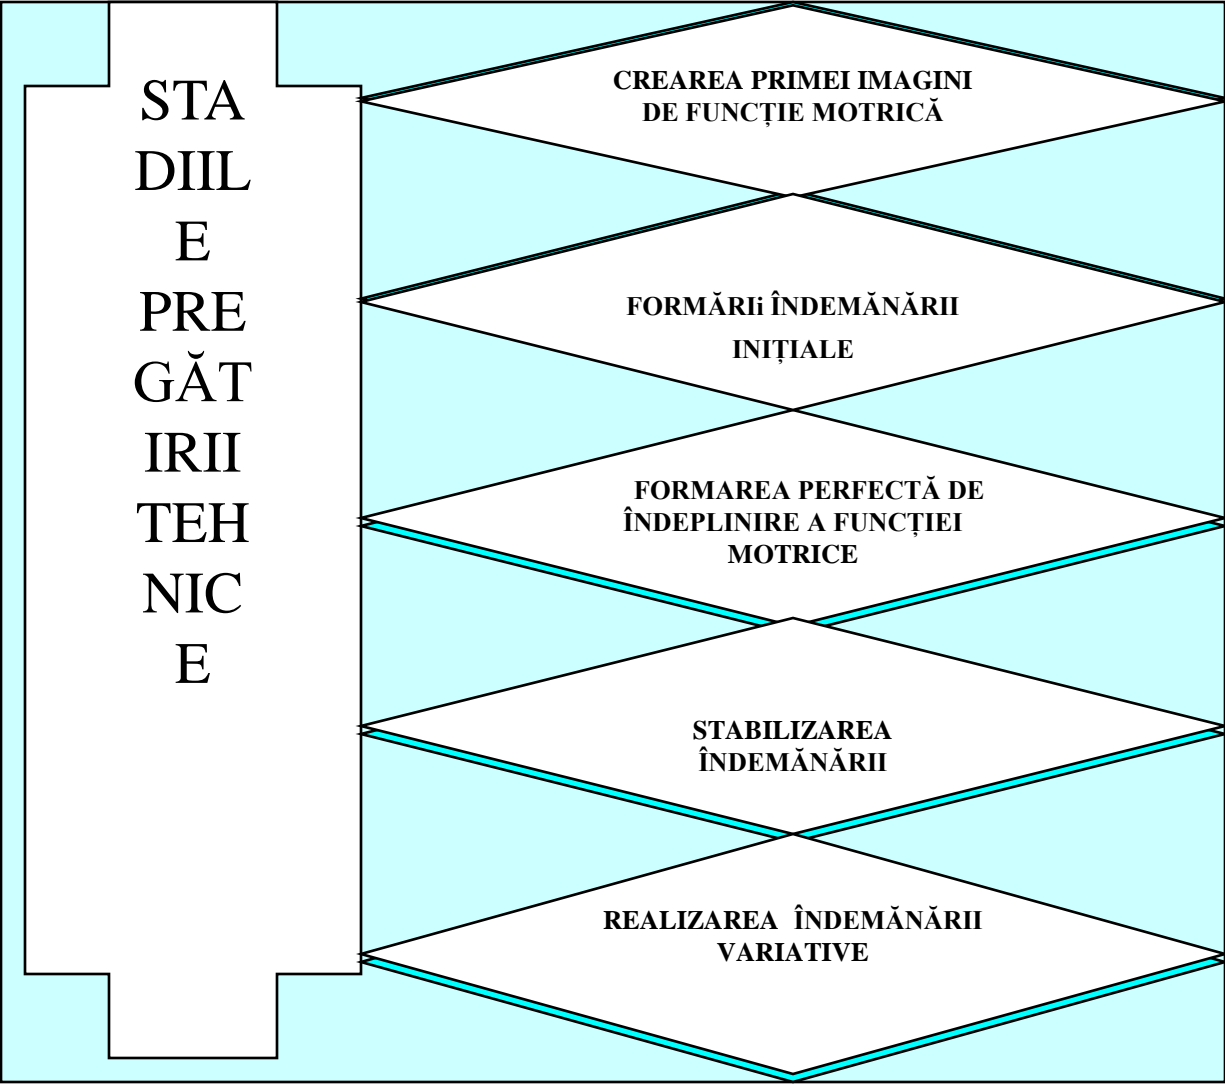 STA
DIIL
E
PRE
GĂT
IRII
TEH
NIC
E
CREAREA PRIMEI IMAGINI
DE FUNCȚIE MOTRICĂ
FORMĂRIi ÎNDEMĂNĂRII
INIȚIALE
FORMAREA PERFECTĂ DE
ÎNDEPLINIRE A FUNCȚIEI
MOTRICE
STABILIZAREA
ÎNDEMĂNĂRII
REALIZAREA ÎNDEMĂNĂRII
VARIATIVE